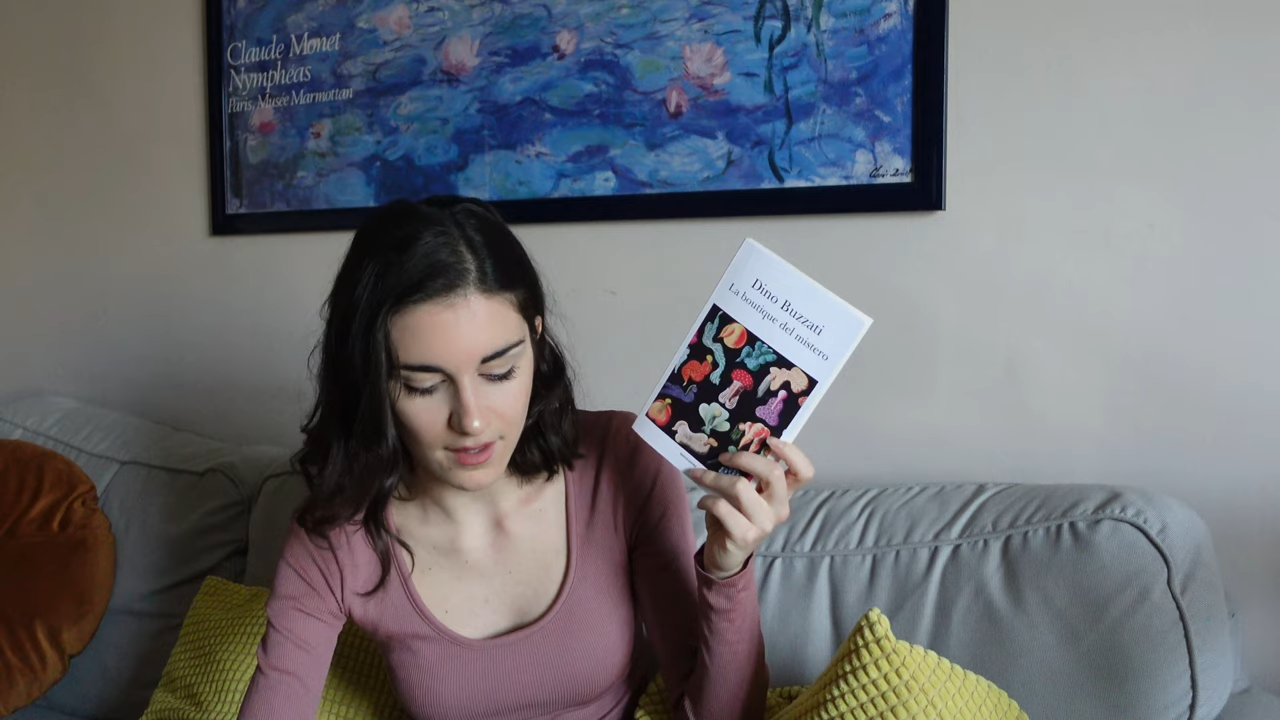 Claude Monet
Nymphéas
Paris, Musée Marmottan
Dino Buzzati
La boutique del mistero